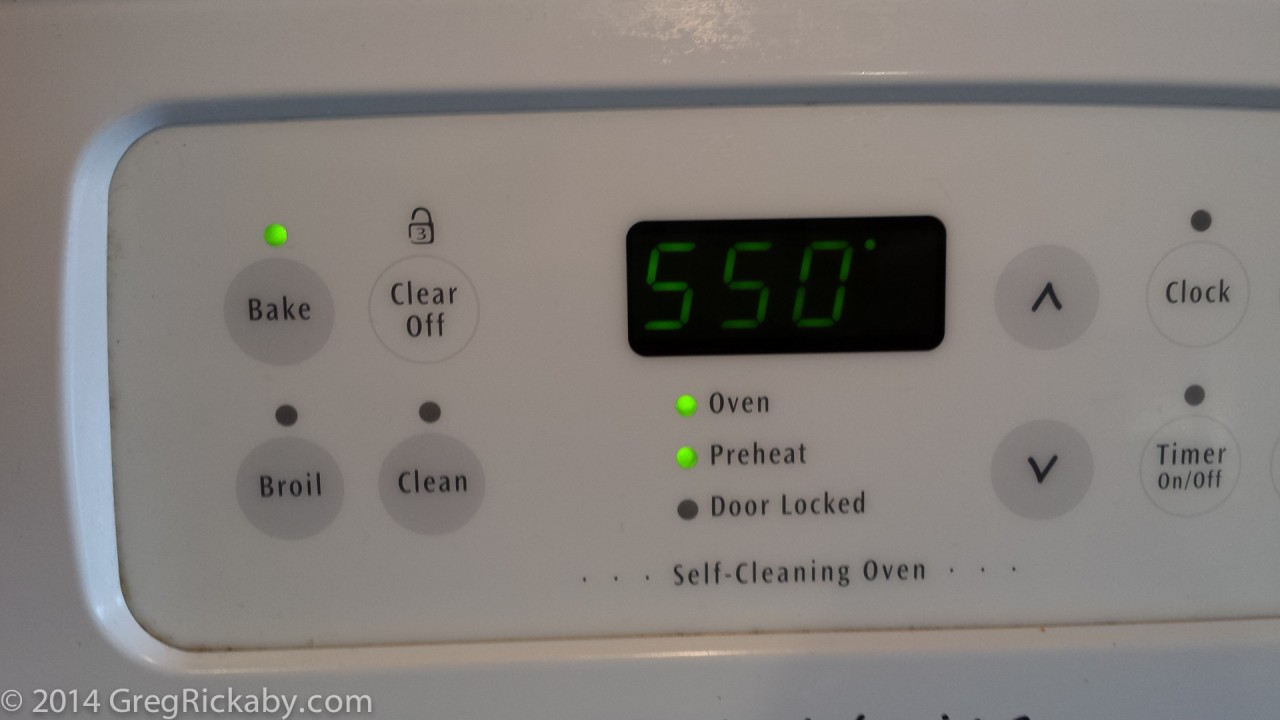 3
Bake
Clear
Off
550°
Clock
Broil
Clean
Oven
Preheat
Door Locked
Timer
On/Off
. . . Self-Cleaning Oven . . .
© 2014 GregRickaby.com